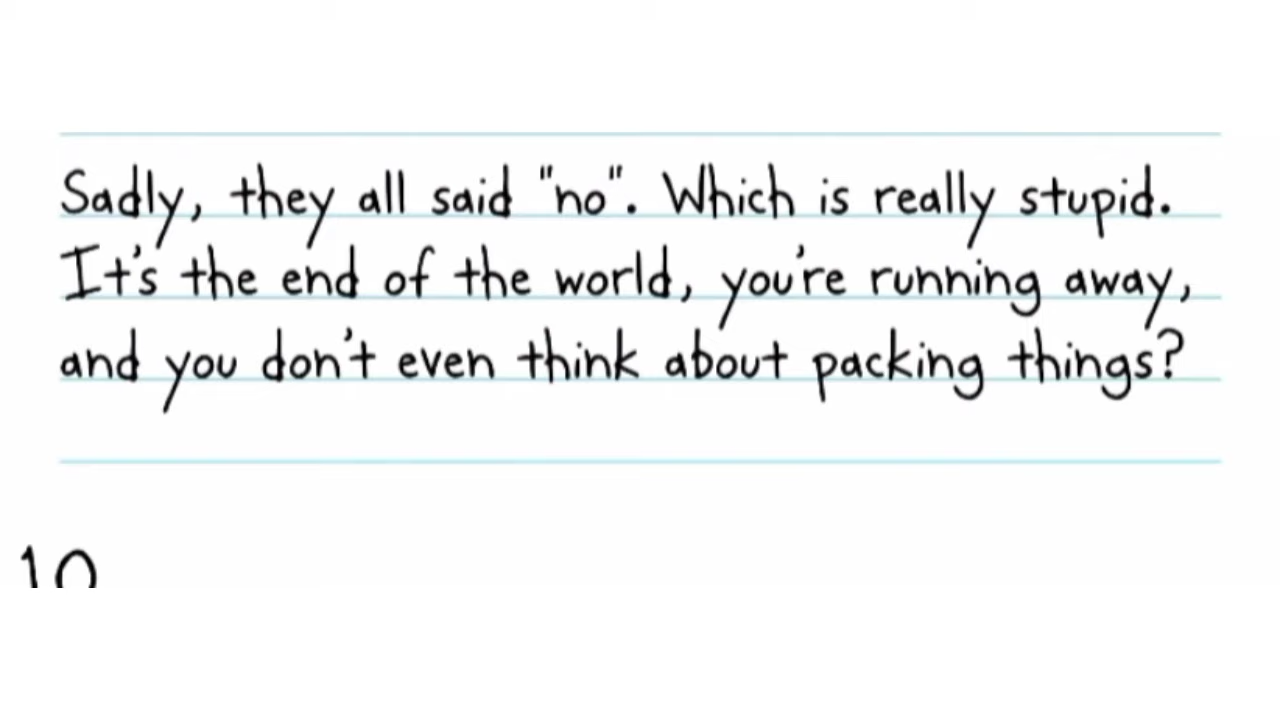 Sadly, they all said "no". Which is really stupid.
It's the end of the world, you're running away,
and you don't even think about packing things?
10